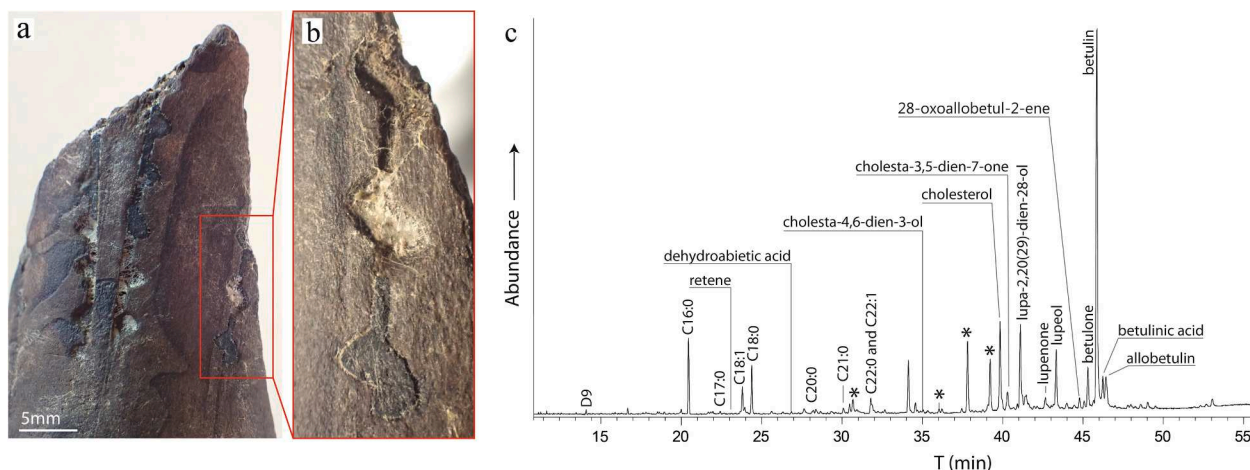 a
5mm
b
c
Abundance
T (min)
15
20
25
30
35
40
45
50
55
D9
C16:0
C17:0
retene
C18:1
C18:0
dehydroabietic acid
C20:0
C21:0
*
C22:0 and C22:1
cholesta-4,6-dien-3-ol
*
*
*
cholesterol
cholesta-3,5-dien-7-one
lupa-2,20(29)-dien-28-ol
lupenone
lupeol
28-oxoallobetul-2-ene
betulone
betulin
betulinic acid
allobetulin